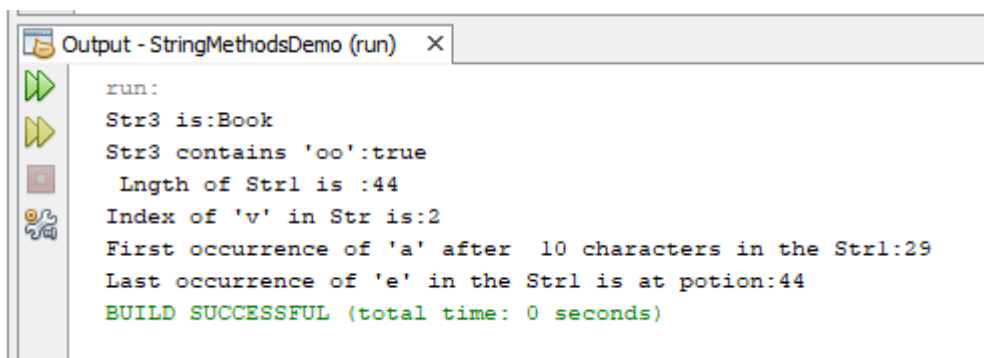 Output - StringMethodsDemo (run) ×
run:
Str3 is:Book
Str3 contains 'oo':true
Lngth of Str1 is :44
Index of 'v' in Str is:2
First occurrence of 'a' after  10 characters in the Str1:29
Last occurrence of 'e' in the Str1 is at potion:44
BUILD SUCCESSFUL (total time: 0 seconds)